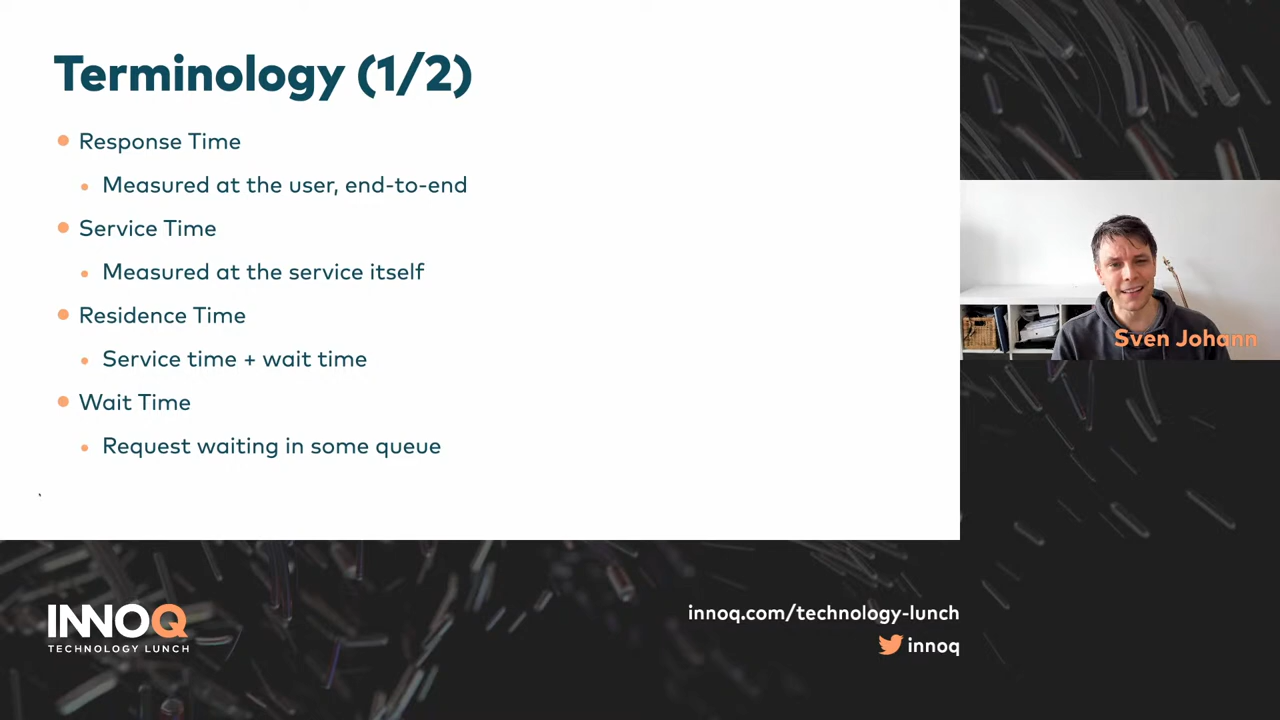 Terminology (1/2)
Response Time
Measured at the user, end-to-end
Service Time
Measured at the service itself
Residence Time
Service time + wait time
Wait Time
Request waiting in some queue
Sven Johann
INNOQ
TECHNOLOGY LUNCH
innoq.com/technology-lunch
innoq